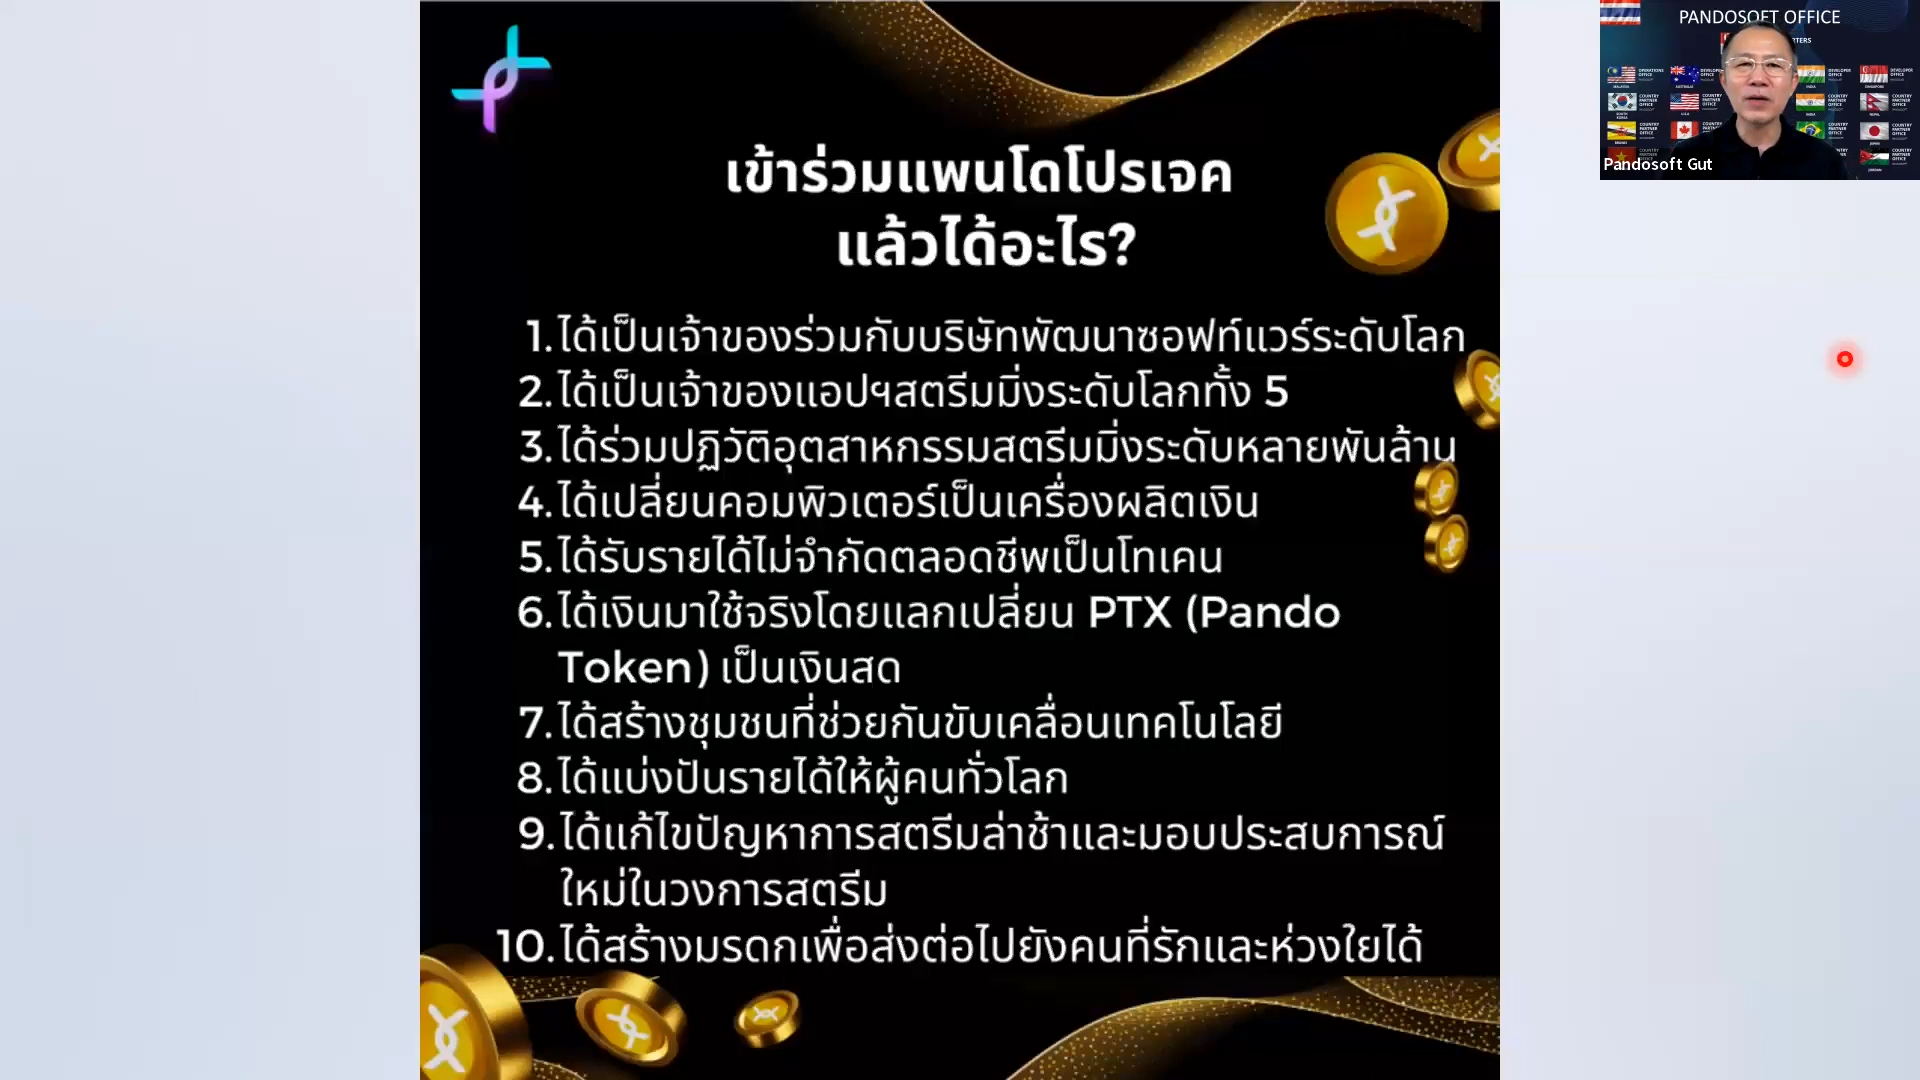 เข้าร่วมแพนโดโปรเจค
แล้วได้อะไร?
1. ได้เป็นเจ้าของร่วมกับบริษัทพัฒนาซอฟท์แวร์ระดับโลก
2. ได้เป็นเจ้าของแอปฯสตรีมมิ่งระดับโลกทั้ง 5
3. ได้ร่วมปฏิวัติอุตสาหกรรมสตรีมมิ่งระดับหลายพันล้าน
4. ได้เปลี่ยนคอมพิวเตอร์เป็นเครื่องผลิตเงิน
5. ได้รับรายได้ไม่จำกัดตลอดชีพเป็นโทเคน
6. ได้เงินมาใช้จริงโดยแลกเปลี่ยน PTX (Pando
Token) เป็นเงินสด
7. ได้สร้างชุมชนที่ช่วยกันขับเคลื่อนเทคโนโลยี
8. ได้แบ่งปันรายได้ให้ผู้คนทั่วโลก
9. ได้แก้ไขปัญหาการสตรีมล่าช้าและมอบประสบการณ์
ใหม่ในวงการสตรีม
10. ได้สร้างมรดกเพื่อส่งต่อไปยังคนที่รักและห่วงใยได้
PANDOSOFT OFFICE
Pandosoft Gut